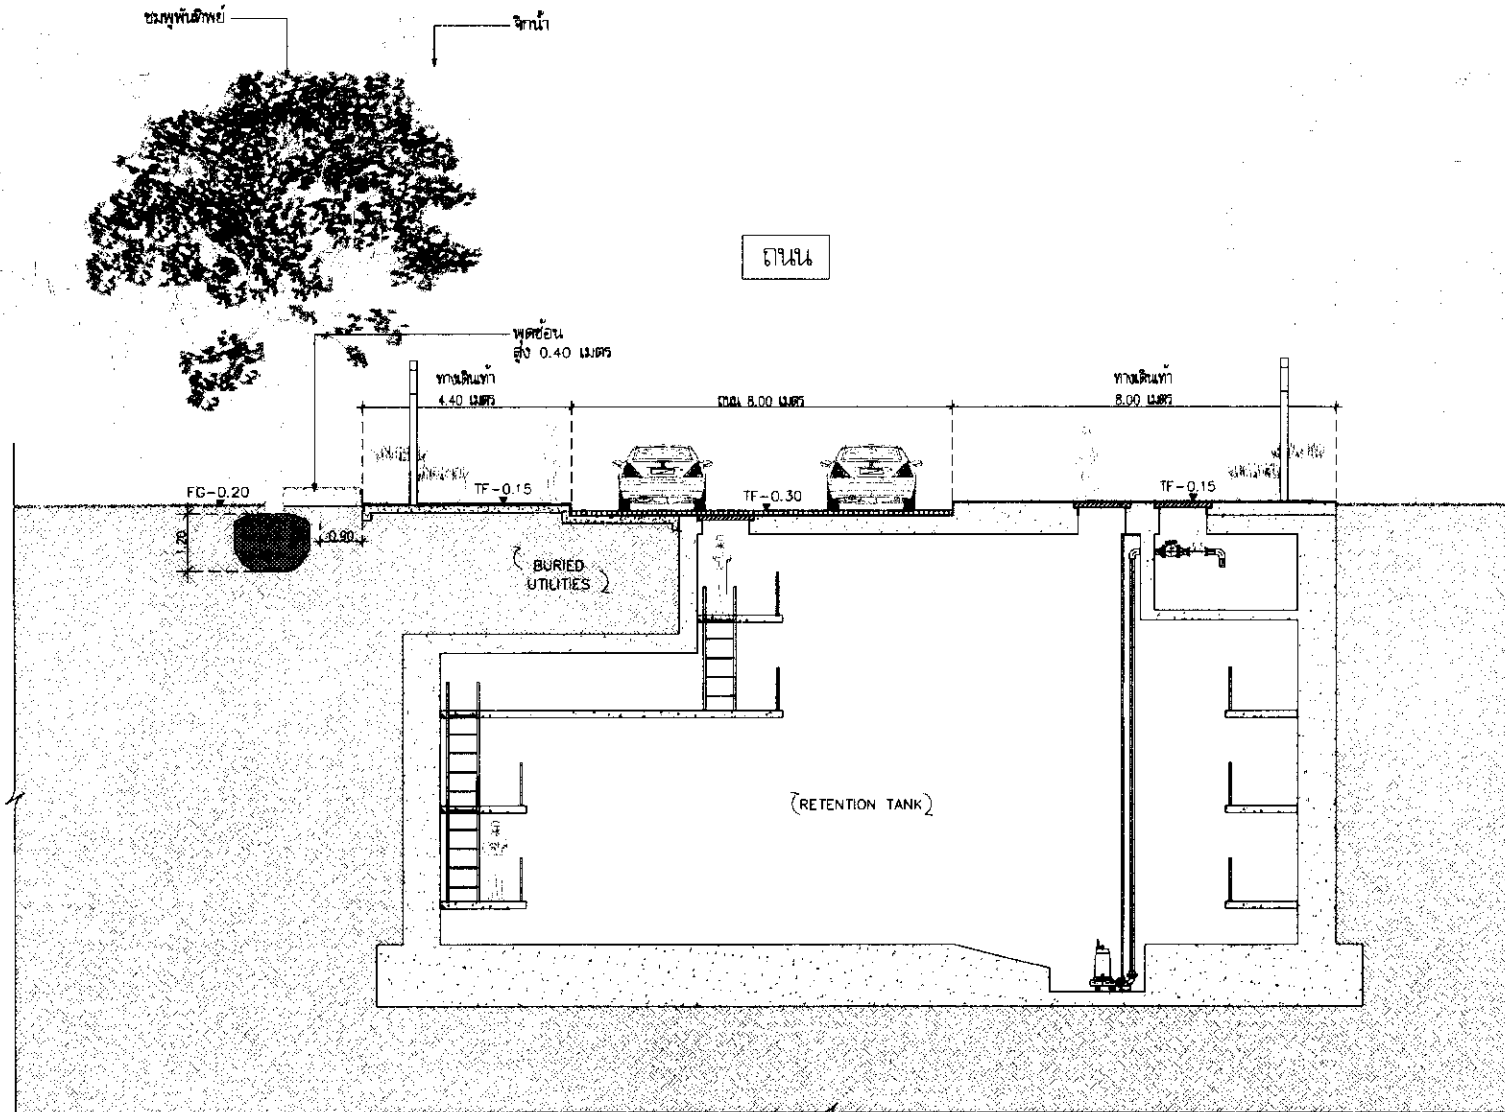 ชมพูพันธ์ทิพย์
จิกน้ำ
ถนน
พุดซ้อน
สูง 0.40 เมตร
ทางเดินเท้า
4.40 เมตร
ถนน 8.00 เมตร
ทางเดินเท้า
8.00 เมตร
FG-0.20
TF-0.15
TF-0.30
TF-0.15
1.20
0.90
BURIED
UTILITIES
RETENTION TANK